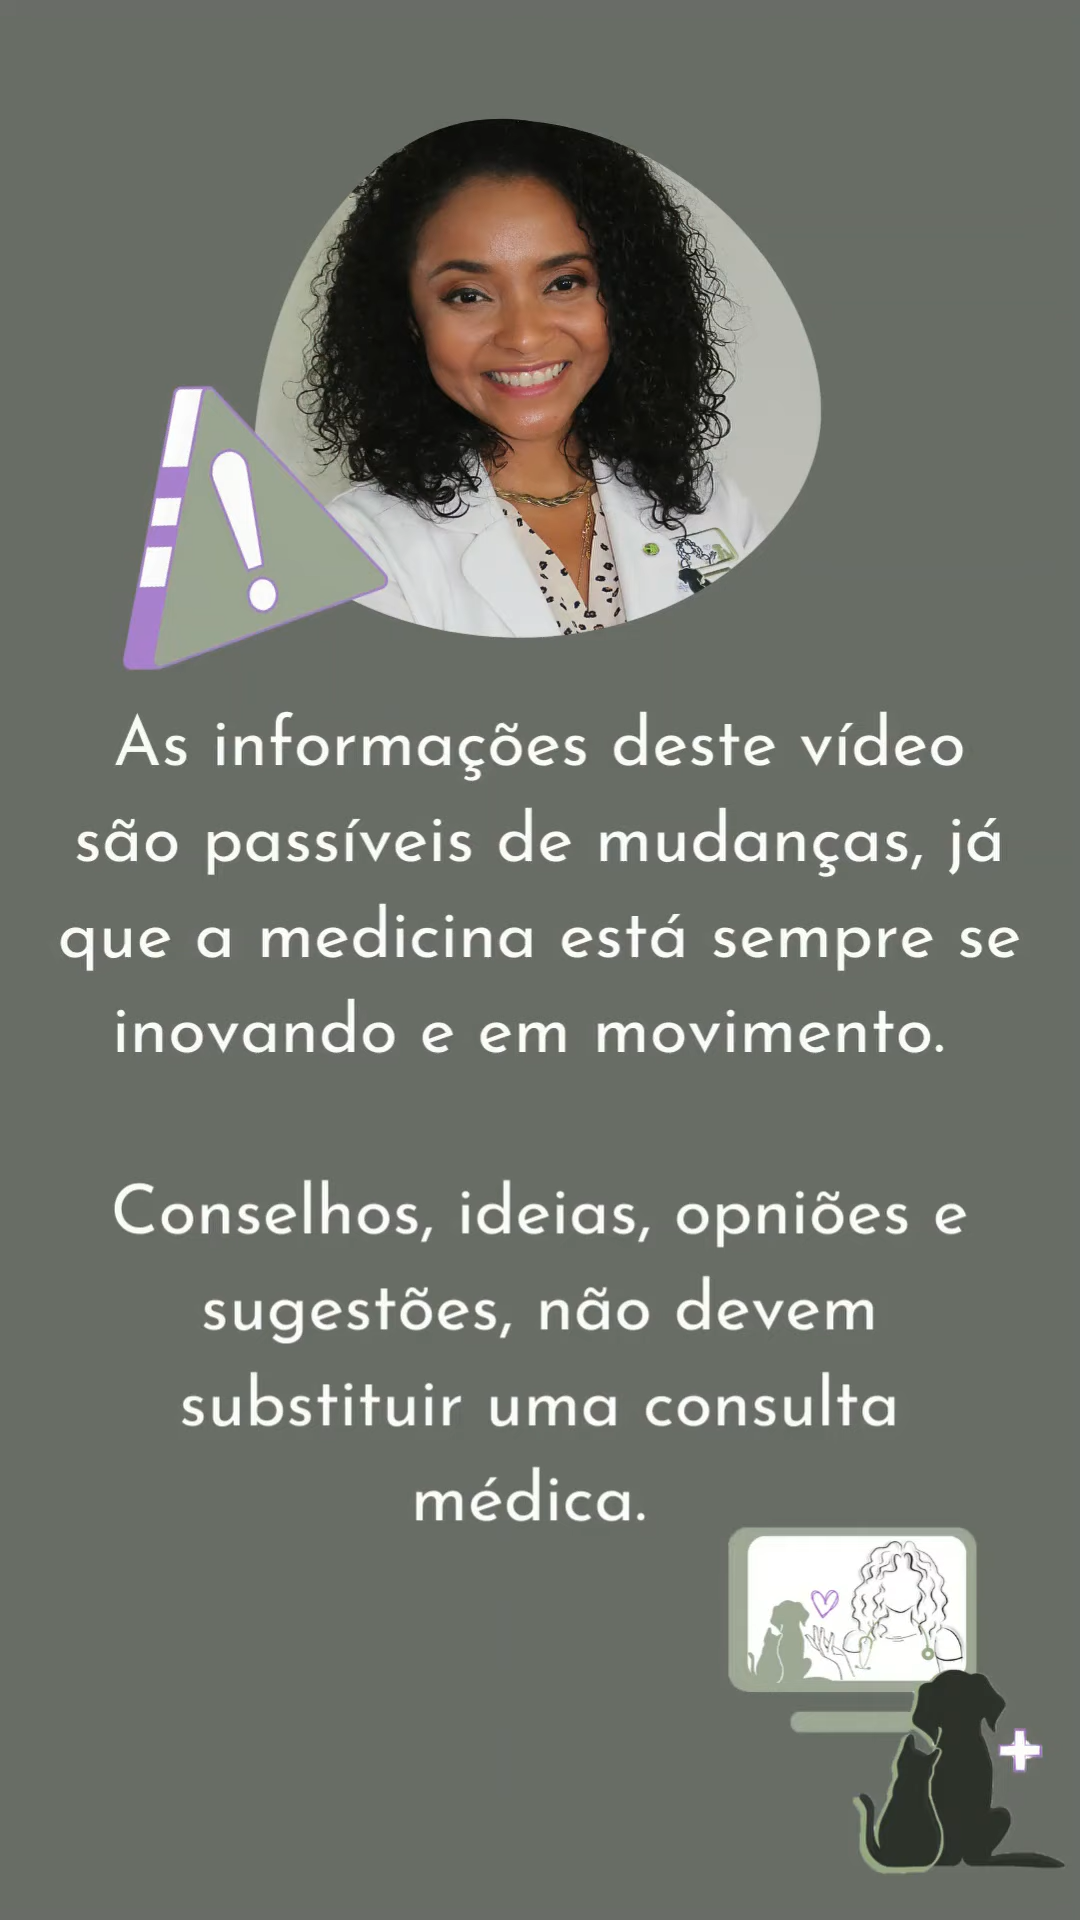 As informações deste vídeo
são passíveis de mudanças, já
que a medicina está sempre se
inovando e em movimento.
Conselhos, ideias, opniões e
sugestões, não devem
substituir uma consulta
médica.